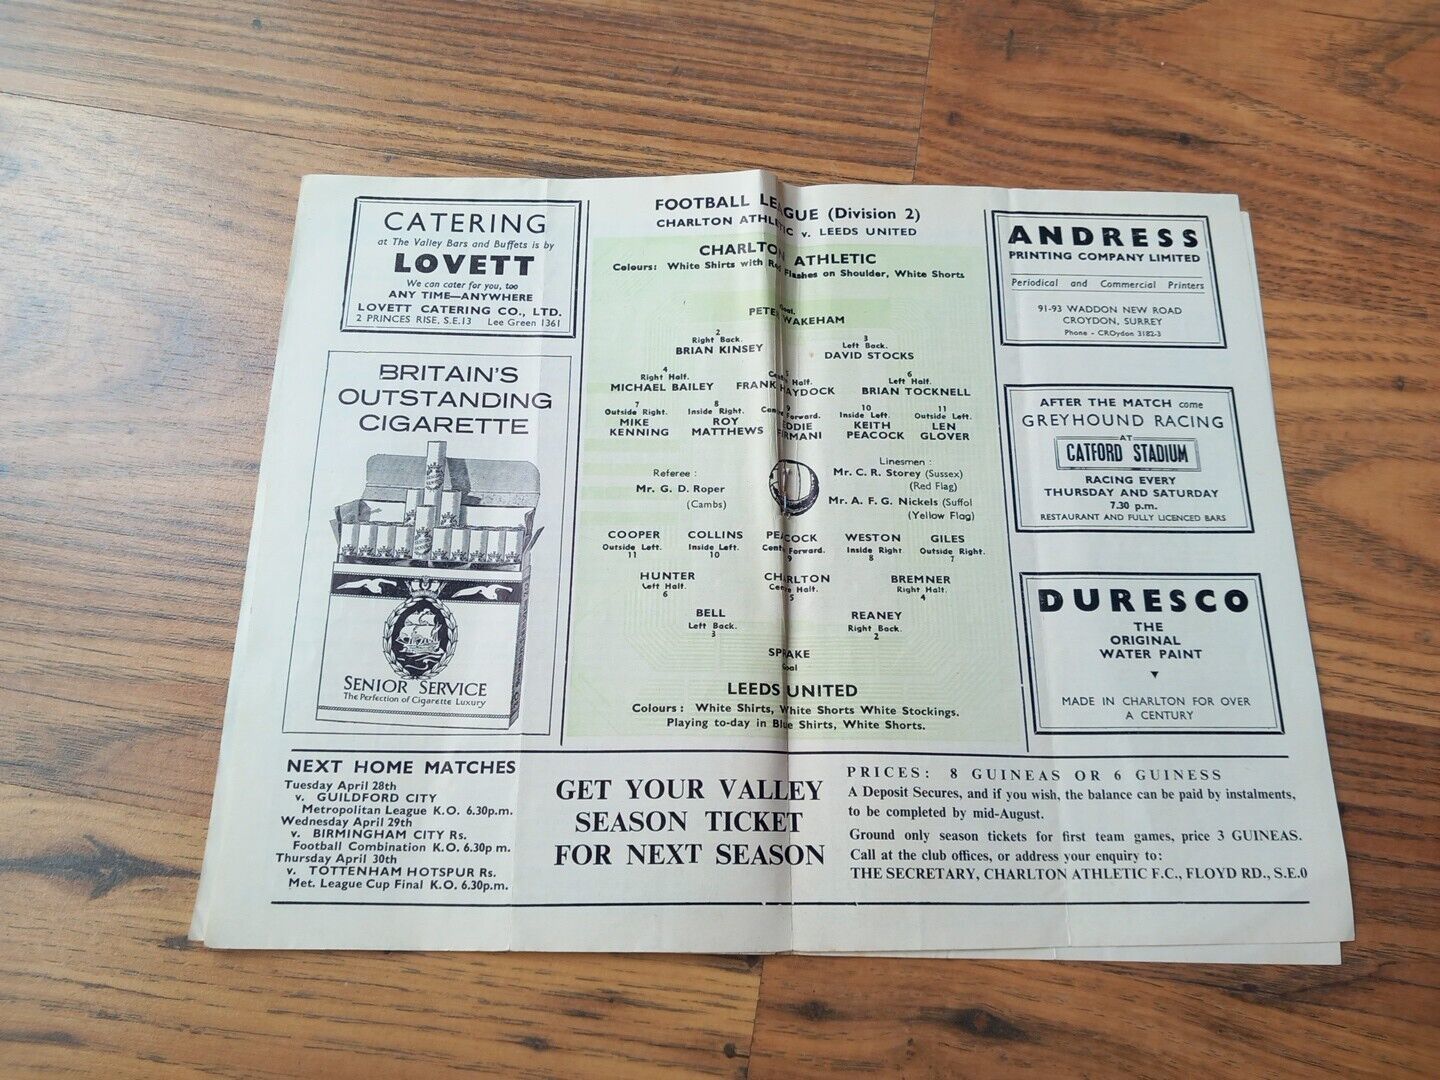 CATERING
at The Valley Bars and Buffets is by
LOVETT
We can cater for you, too
ANY TIME—ANYWHERE
LOVETT CATERING CO., LTD.
2 PRINCES RISE, S.E.13 Lee Green 1361
BRITAIN'S
OUTSTANDING
CIGARETTE
SENIOR SERVICE
The Perfection of Cigarette Luxury
FOOTBALL LEAGUE (Division 2)
CHARLTON ATHLETIC v. LEEDS UNITED
CHARLTON ATHLETIC
Colours: White Shirts with Red Flashes on Shoulder, White Shorts
Goal.
PETER WAKEHAM
2 3
Right Back. Left Back.
BRIAN KINSEY DAVID STOCKS
4 5 6
Right Half. Centre Half. Left Half.
MICHAEL BAILEY FRANK HAYDOCK BRIAN TOCKNELL
7 8 9 10 11
Outside Right. Inside Right. Centre Forward. Inside Left. Outside Left.
MIKE ROY EDDIE KEITH LEN
KENNING MATTHEWS FIRMANI PEACOCK GLOVER
Referee :
Mr. G. D. Roper
(Cambs)
Linesmen :
Mr. C. R. Storey (Sussex)
(Red Flag)
Mr. A. F. G. Nickels (Suffol
(Yellow Flag)
COOPER COLLINS PEACOCK WESTON GILES
Outside Left. Inside Left. Centre Forward. Inside Right Outside Right.
11 10 9 8 7
HUNTER CHARLTON BREMNER
Left Half. Centre Half. Right Half.
6 5 4
BELL REANEY
Left Back. Right Back.
3 2
SPRAKE
Goal
LEEDS UNITED
Colours : White Shirts, White Shorts White Stockings.
Playing to-day in Blue Shirts, White Shorts.
ANDRESS
PRINTING COMPANY LIMITED
Periodical and Commercial Printers
91-93 WADDON NEW ROAD
CROYDON, SURREY
Phone - CROydon 3182-3
AFTER THE MATCH come
GREYHOUND RACING
AT
CATFORD STADIUM
RACING EVERY
THURSDAY AND SATURDAY
7.30 p.m.
RESTAURANT AND FULLY LICENCED BARS
DURESCO
THE
ORIGINAL
WATER PAINT
MADE IN CHARLTON FOR OVER
A CENTURY
NEXT HOME MATCHES
Tuesday April 28th
v. GUILDFORD CITY
Metropolitan League K.O. 6.30p.m.
Wednesday April 29th
v. BIRMINGHAM CITY Rs.
Football Combination K.O. 6.30p m.
Thursday April 30th
v. TOTTENHAM HOTSPUR Rs.
Met. League Cup Final K.O. 6.30p.m.
GET YOUR VALLEY
SEASON TICKET
FOR NEXT SEASON
PRICES: 8 GUINEAS OR 6 GUINESS
A Deposit Secures, and if you wish, the balance can be paid by instalments,
to be completed by mid-August.
Ground only season tickets for first team games, price 3 GUINEAS.
Call at the club offices, or address your enquiry to:
THE SECRETARY, CHARLTON ATHLETIC F.C., FLOYD RD., S.E.0